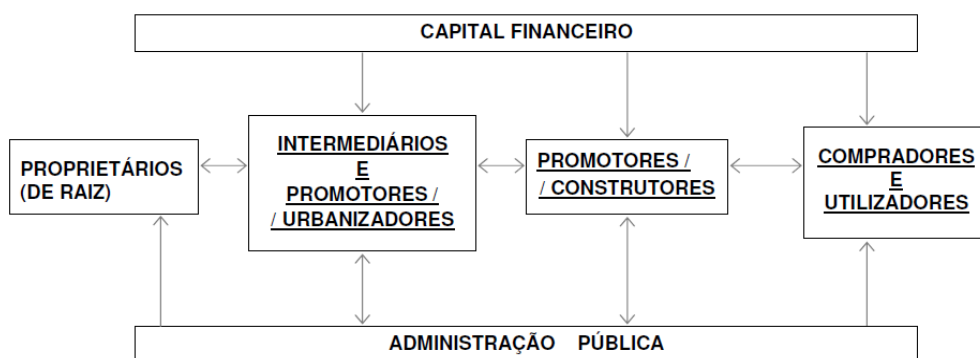 CAPITAL FINANCEIRO
PROPRIETÁRIOS
(DE RAIZ)
INTERMEDIÁRIOS
E
PROMOTORES /
/ URBANIZADORES
PROMOTORES /
/ CONSTRUTORES
COMPRADORES
E
UTILIZADORES
ADMINISTRAÇÃO PÚBLICA